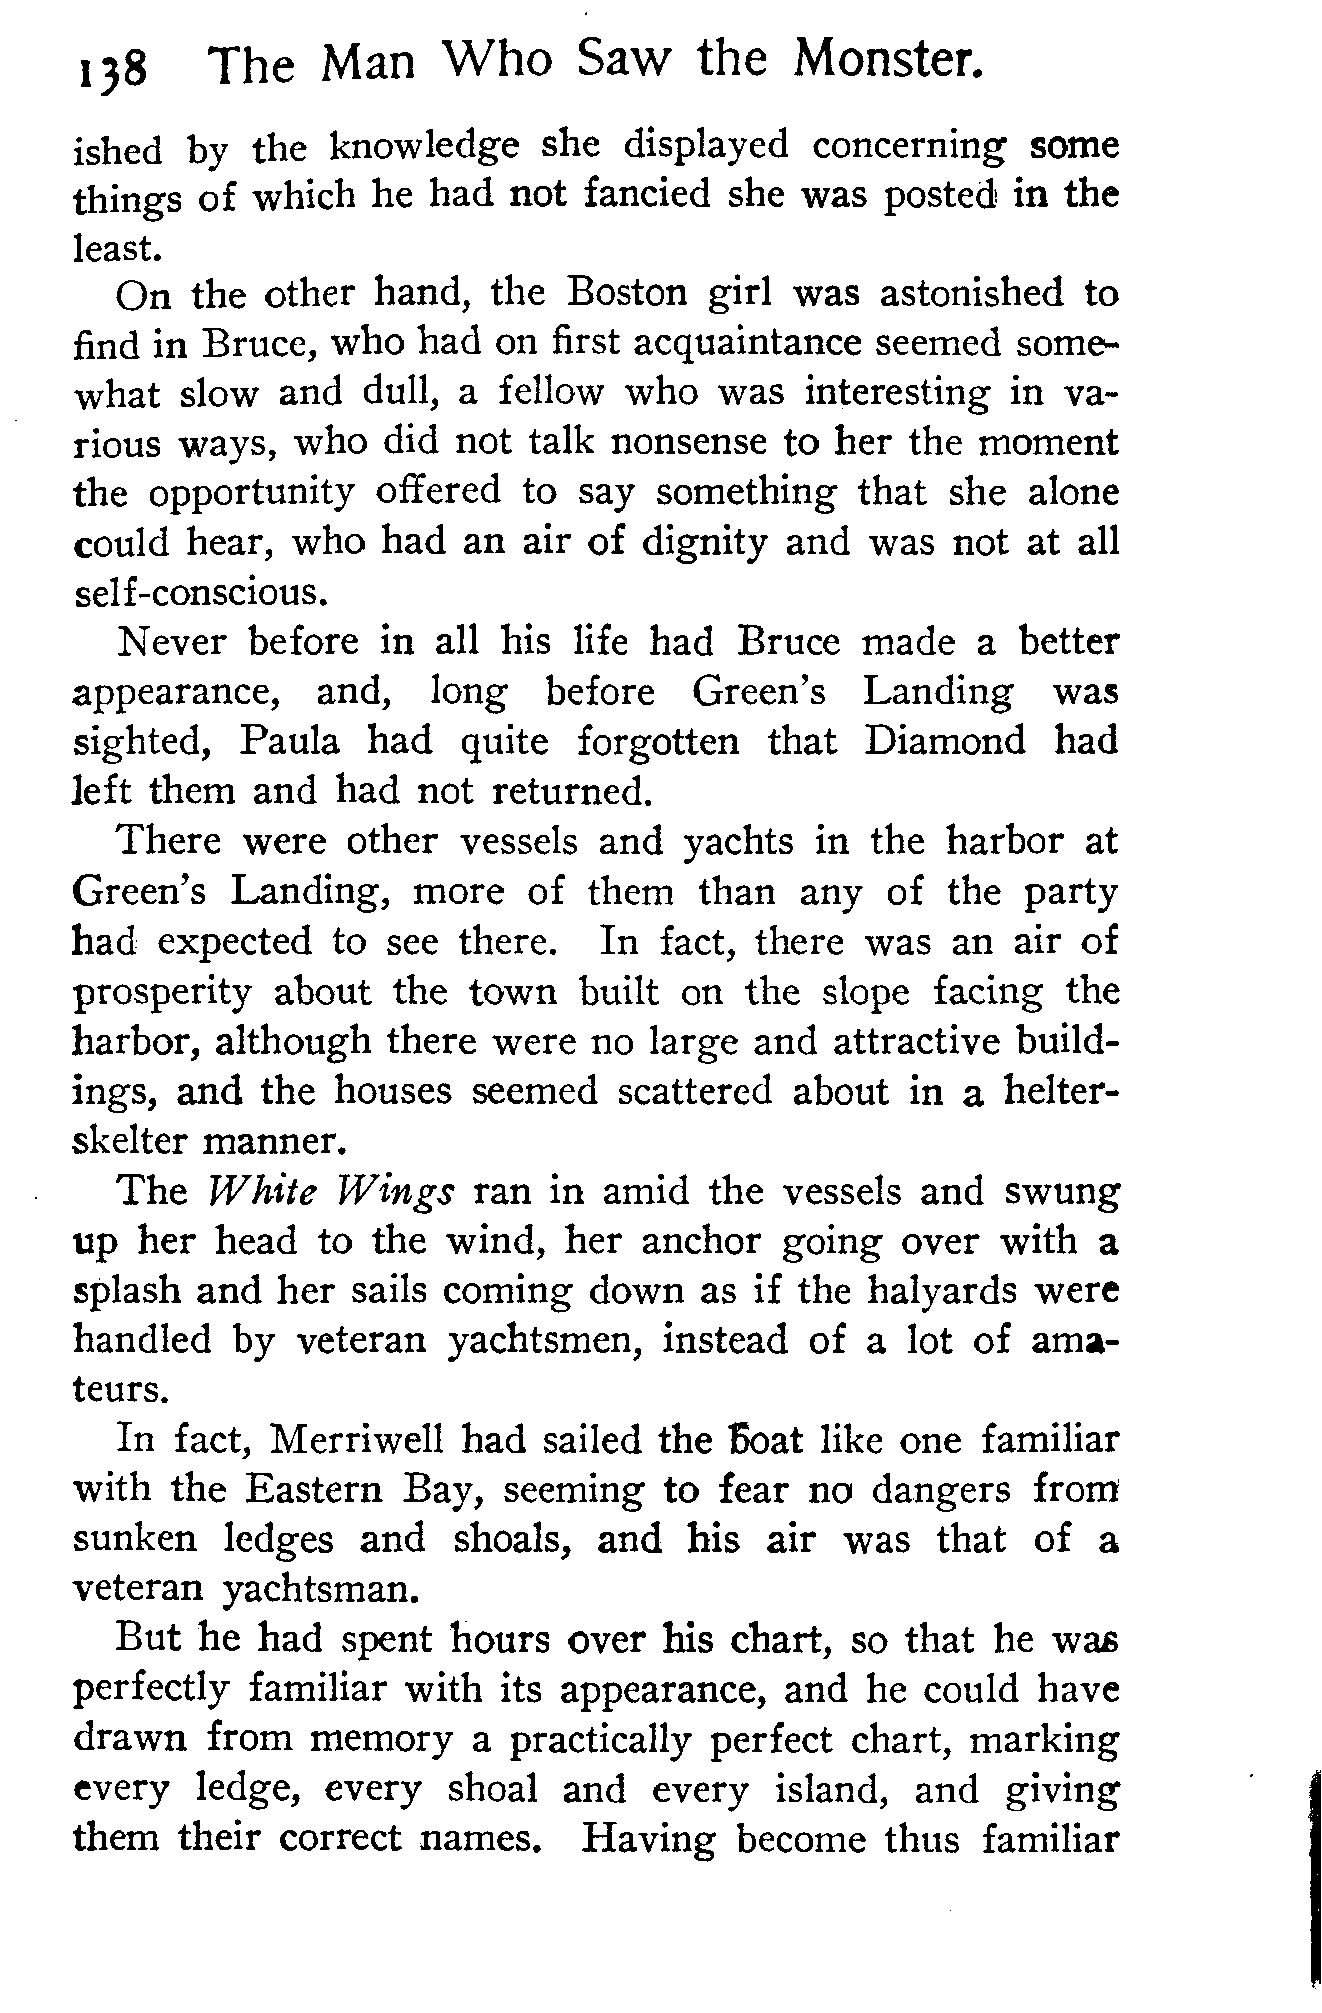 138 The Man Who Saw the Monster.
ished by the knowledge she displayed concerning some
things of which he had not fancied she was posted in the
least.
On the other hand, the Boston girl was astonished to
find in Bruce, who had on first acquaintance seemed some-
what slow and dull, a fellow who was interesting in va-
rious ways, who did not talk nonsense to her the moment
the opportunity offered to say something that she alone
could hear, who had an air of dignity and was not at all
self-conscious.
Never before in all his life had Bruce made a better
appearance, and, long before Green's Landing was
sighted, Paula had quite forgotten that Diamond had
left them and had not returned.
There were other vessels and yachts in the harbor at
Green's Landing, more of them than any of the party
had expected to see there. In fact, there was an air of
prosperity about the town built on the slope facing the
harbor, although there were no large and attractive build-
ings, and the houses seemed scattered about in a helter-
skelter manner.
The White Wings ran in amid the vessels and swung
up her head to the wind, her anchor going over with a
splash and her sails coming down as if the halyards were
handled by veteran yachtsmen, instead of a lot of ama-
teurs.
In fact, Merriwell had sailed the boat like one familiar
with the Eastern Bay, seeming to fear no dangers from
sunken ledges and shoals, and his air was that of a
veteran yachtsman.
But he had spent hours over his chart, so that he was
perfectly familiar with its appearance, and he could have
drawn from memory a practically perfect chart, marking
every ledge, every shoal and every island, and giving
them their correct names. Having become thus familiar